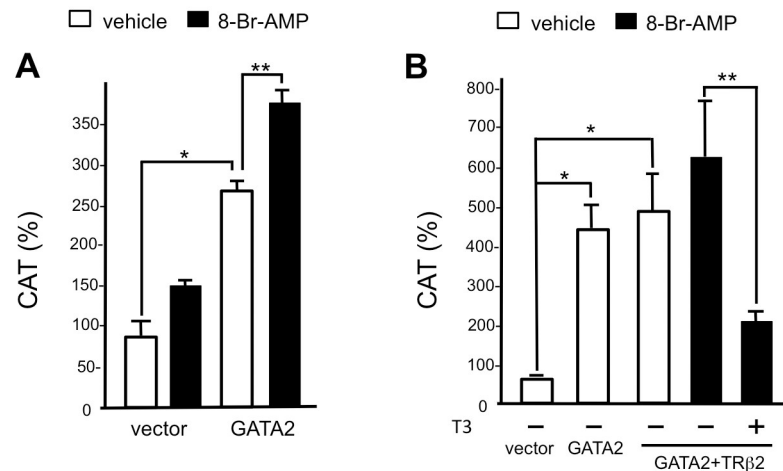 vehicle 8-Br-AMP
A
**
*
350
300
250
200
150
100
50
0
CAT (%)
vector GATA2
vehicle 8-Br-AMP
B
**
*
*
800
700
600
500
400
300
200
100
0
CAT (%)
T3 − − − − +
vector GATA2 GATA2+TRβ2